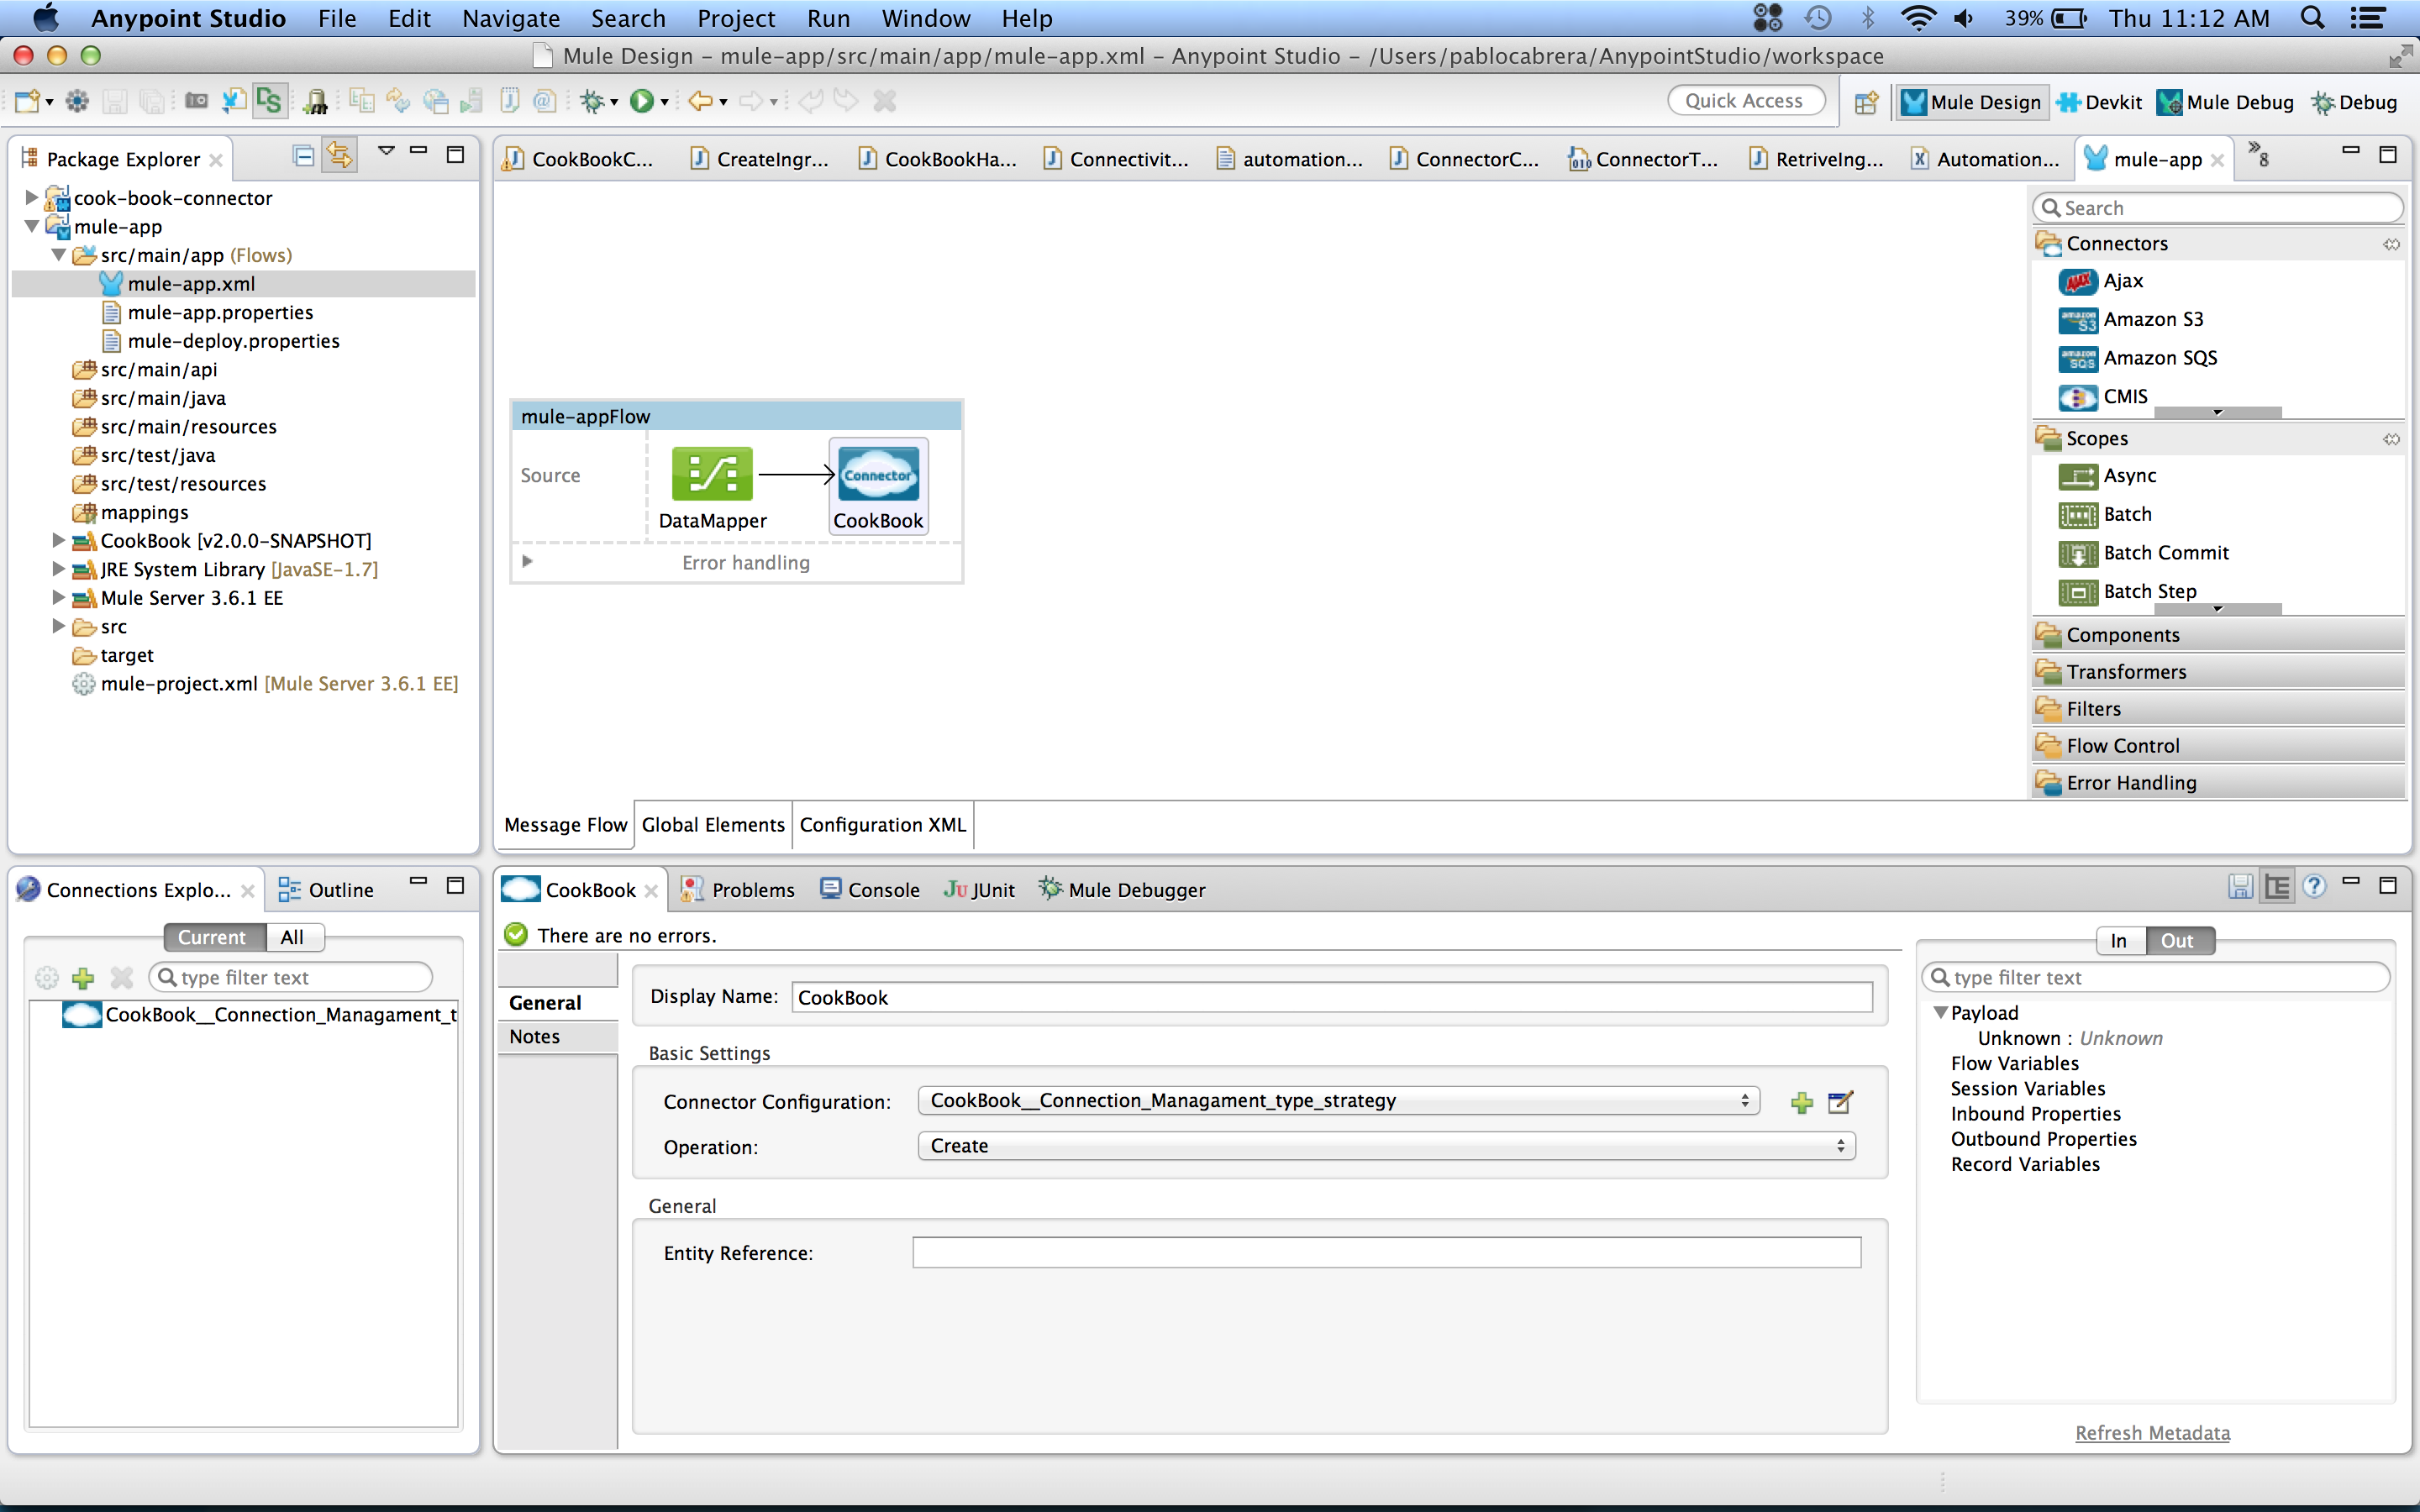 Anypoint Studio File Edit Navigate Search Project Run Window Help 39% Thu 11:12 AM
Mule Design – mule-app/src/main/app/mule-app.xml – Anypoint Studio – /Users/pablocabrera/AnypointStudio/workspace
Quick Access Mule Design Devkit Mule Debug Debug
Package Explorer
cook-book-connector
mule-app
src/main/app (Flows)
mule-app.xml
mule-app.properties
mule-deploy.properties
src/main/api
src/main/java
src/main/resources
src/test/java
src/test/resources
mappings
CookBook [v2.0.0-SNAPSHOT]
JRE System Library [JavaSE-1.7]
Mule Server 3.6.1 EE
src
target
mule-project.xml [Mule Server 3.6.1 EE]
CookBookC... CreateIngr... CookBookHa... Connectivit... automation... ConnectorC... ConnectorT... RetriveIng... Automation... mule-app »8
mule-appFlow
Source
Connector
DataMapper CookBook
Error handling
Search
Connectors
Ajax
Amazon S3
Amazon SQS
CMIS
Scopes
Async
Batch
Batch Commit
Batch Step
Components
Transformers
Filters
Flow Control
Error Handling
Message Flow Global Elements Configuration XML
Connections Explo... Outline
Current All
type filter text
CookBook__Connection_Managament_t
CookBook Problems Console JUnit Mule Debugger
There are no errors.
General
Notes
Display Name: CookBook
Basic Settings
Connector Configuration: CookBook__Connection_Managament_type_strategy
Operation: Create
General
Entity Reference:
In Out
type filter text
Payload
Unknown : Unknown
Flow Variables
Session Variables
Inbound Properties
Outbound Properties
Record Variables
Refresh Metadata